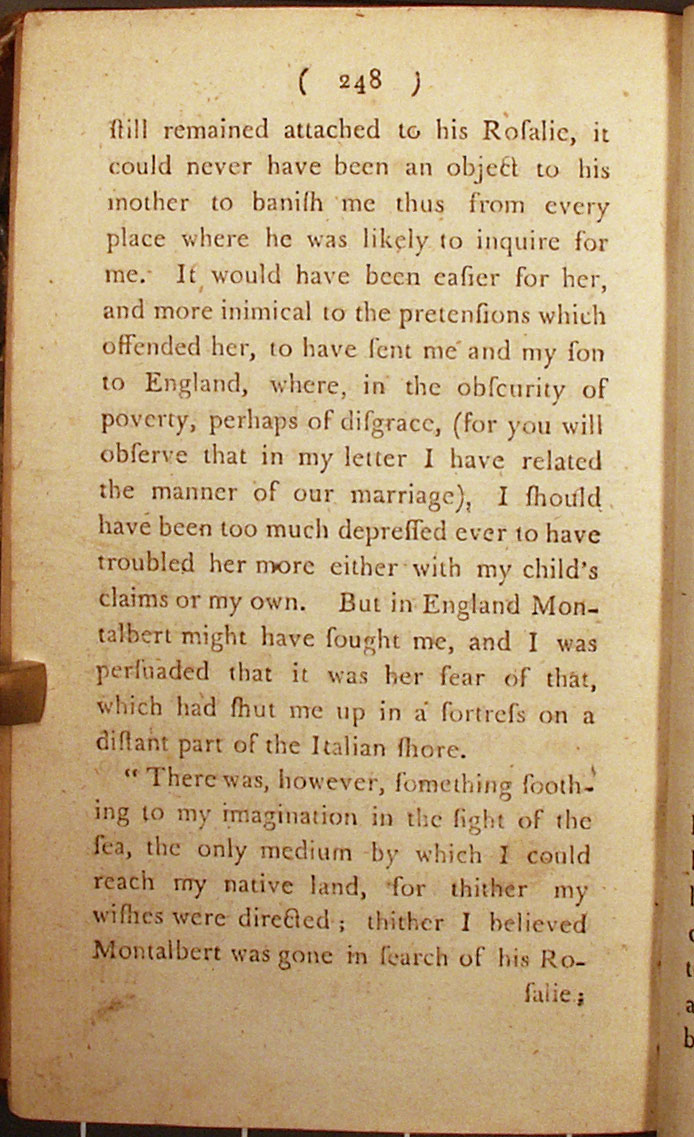 ( 248 )
ſtill remained attached to his Roſalie, it
could never have been an object to his
mother to baniſh me thus from every
place where he was likely to inquire for
me. It would have been eaſier for her,
and more inimical to the pretenſions which
offended her, to have ſent me and my ſon
to England, where, in the obſcurity of
poverty, perhaps of diſgrace, (for you will
obſerve that in my letter I have related
the manner of our marriage), I ſhould
have been too much depreſſed ever to have
troubled her more either with my child's
claims or my own. But in England Mon-
talbert might have ſought me, and I was
perſuaded that it was her fear of that,
which had ſhut me up in a fortreſs on a
diſtant part of the Italian ſhore.
“ There was, however, ſomething ſooth-
ing to my imagination in the ſight of the
ſea, the only medium by which I could
reach my native land, for thither my
wiſhes were directed ; thither I believed
Montalbert was gone in ſearch of his Ro-
ſalie ;